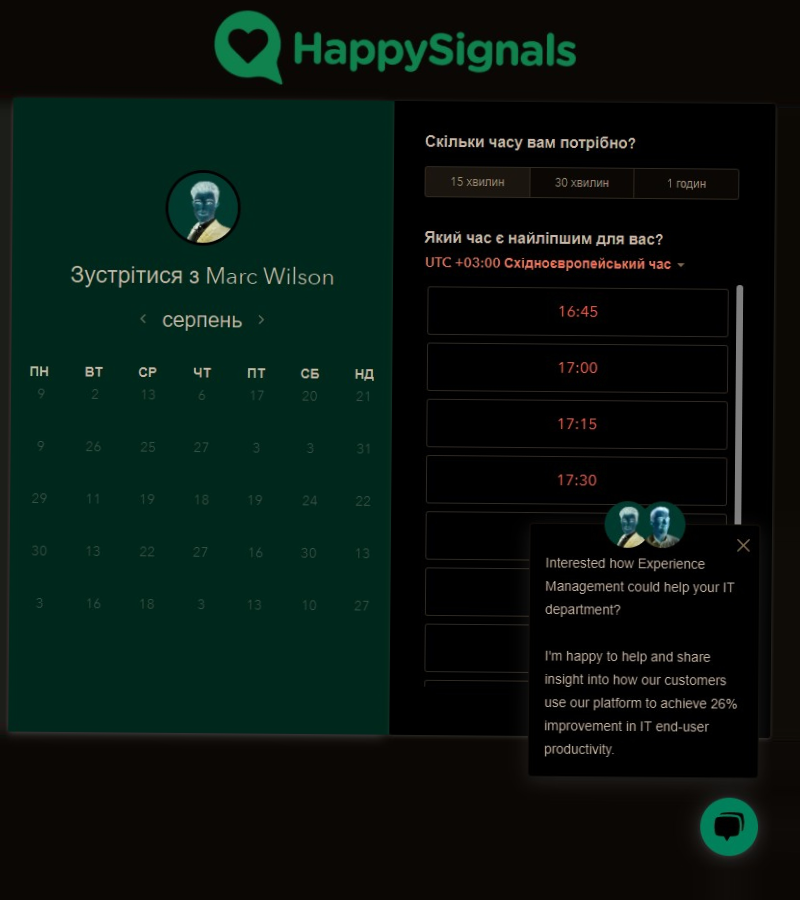 HappySignals
Зустрітися з Marc Wilson
серпень
ПН ВТ СР ЧТ ПТ СБ НД
9 2 13 6 17 20 21
9 26 25 27 3 3 31
29 11 19 18 19 24 22
30 13 22 27 16 30 13
3 16 18 3 13 10 27
Скільки часу вам потрібно?
15 хвилин 30 хвилин 1 годин
Який час є найліпшим для вас?
UTC +03:00 Східноєвропейський час
16:45
17:00
17:15
17:30
Interested how Experience
Management could help your IT
department?
I'm happy to help and share
insight into how our customers
use our platform to achieve 26%
improvement in IT end-user
productivity.